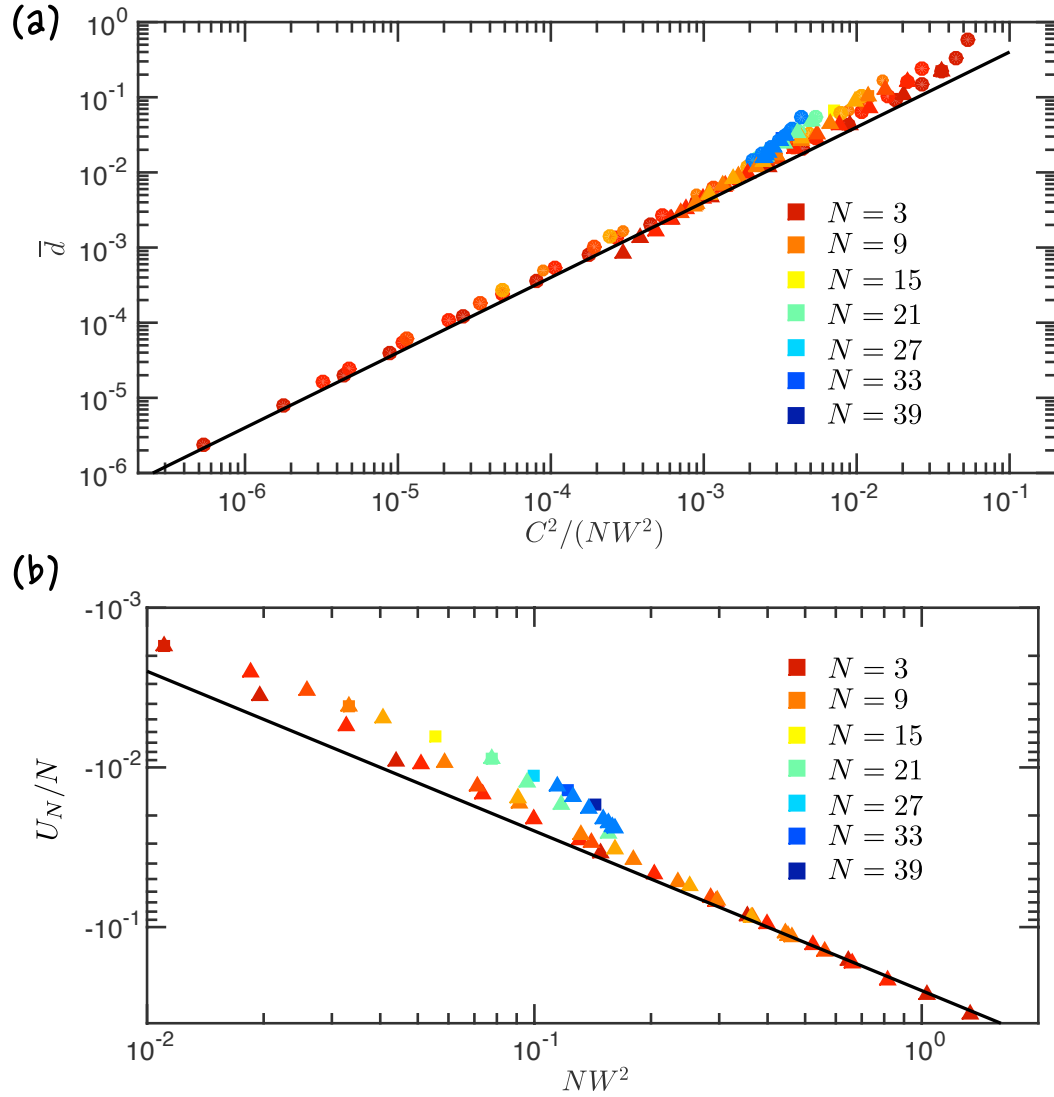 (a)
10^0
10^-1
10^-2
10^-3
10^-4
10^-5
10^-6
d̅
N = 3
N = 9
N = 15
N = 21
N = 27
N = 33
N = 39
10^-6 10^-5 10^-4 10^-3 10^-2 10^-1
C^2/(NW^2)
(b)
-10^-3
-10^-2
-10^-1
U_N/N
N = 3
N = 9
N = 15
N = 21
N = 27
N = 33
N = 39
10^-2 10^-1 10^0
NW^2